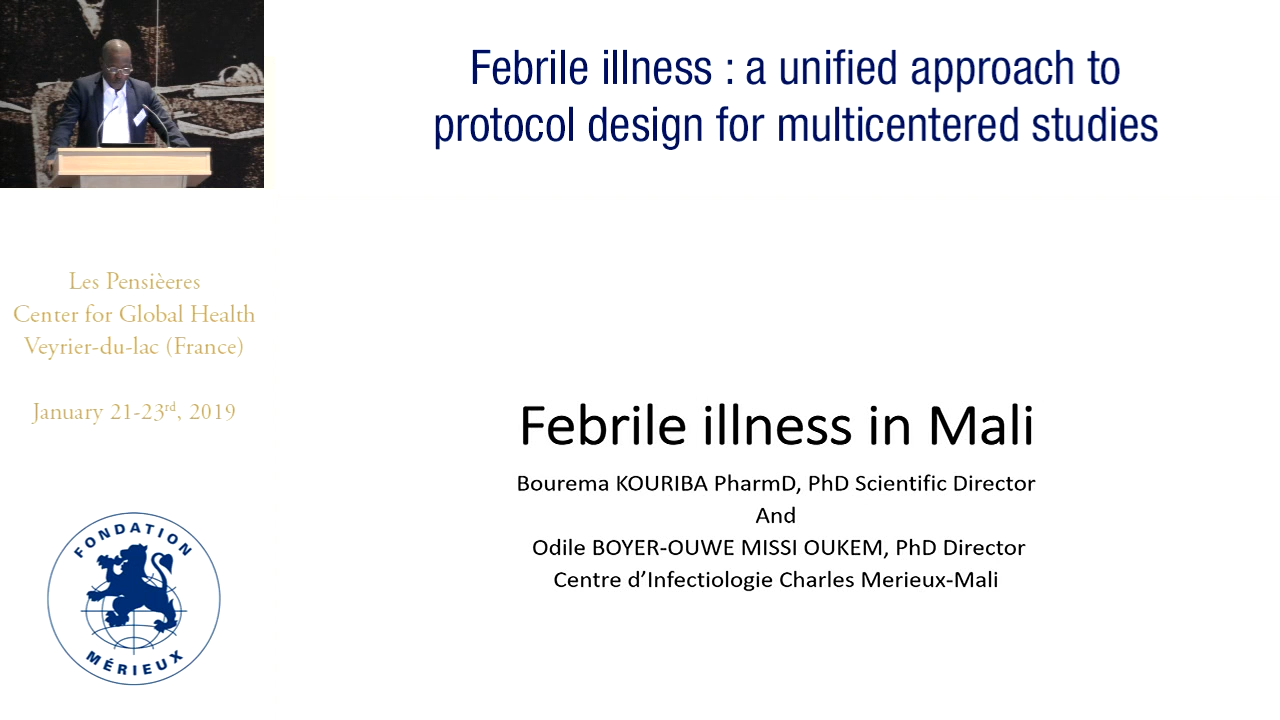 Febrile illness : a unified approach to
protocol design for multicentered studies
Les Pensièeres
Center for Global Health
Veyrier-du-lac (France)
January 21-23rd, 2019
Febrile illness in Mali
Bourema KOURIBA PharmD, PhD Scientific Director
And
Odile BOYER-OUWE MISSI OUKEM, PhD Director
Centre d’Infectiologie Charles Merieux-Mali
FONDATION
MÉRIEUX